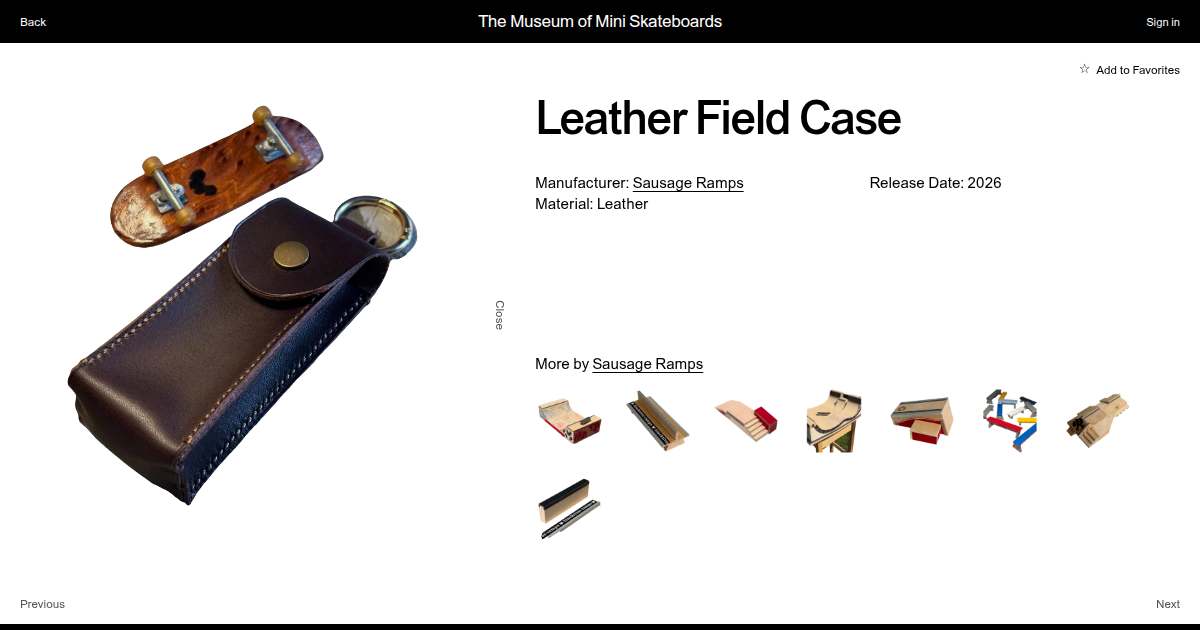 Back
The Museum of Mini Skateboards
Sign in
☆ Add to Favorites
Leather Field Case
Manufacturer: Sausage Ramps
Release Date: 2026
Material: Leather
Close
More by Sausage Ramps
Previous
Next